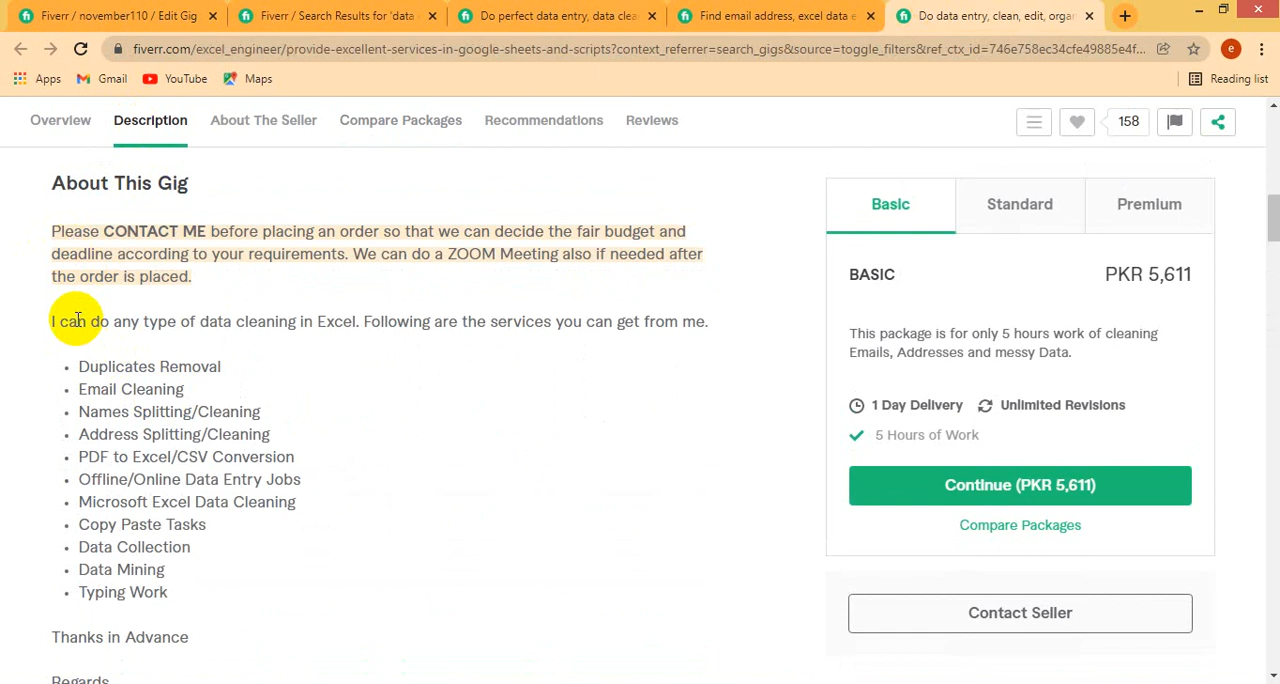 Fiverr / november110 / Edit Gig
Fiverr / Search Results for 'data
Do perfect data entry, data clea
Find email address, excel data e
Do data entry, clean, edit, orga
fiverr.com/excel_engineer/provide-excellent-services-in-google-sheets-and-scripts?context_referrer=search_gigs&source=toggle_filters&ref_ctx_id=746e758ec34cfe49885e4f...
e
Apps
Gmail
YouTube
Maps
Reading list
Overview
Description
About The Seller
Compare Packages
Recommendations
Reviews
158
About This Gig
Please CONTACT ME before placing an order so that we can decide the fair budget and
deadline according to your requirements. We can do a ZOOM Meeting also if needed after
the order is placed.
I can do any type of data cleaning in Excel. Following are the services you can get from me.
• Duplicates Removal
• Email Cleaning
• Names Splitting/Cleaning
• Address Splitting/Cleaning
• PDF to Excel/CSV Conversion
• Offline/Online Data Entry Jobs
• Microsoft Excel Data Cleaning
• Copy Paste Tasks
• Data Collection
• Data Mining
• Typing Work
Thanks in Advance
Regards
Basic
Standard
Premium
BASIC
PKR 5,611
This package is for only 5 hours work of cleaning
Emails, Addresses and messy Data.
1 Day Delivery
Unlimited Revisions
5 Hours of Work
Continue (PKR 5,611)
Compare Packages
Contact Seller